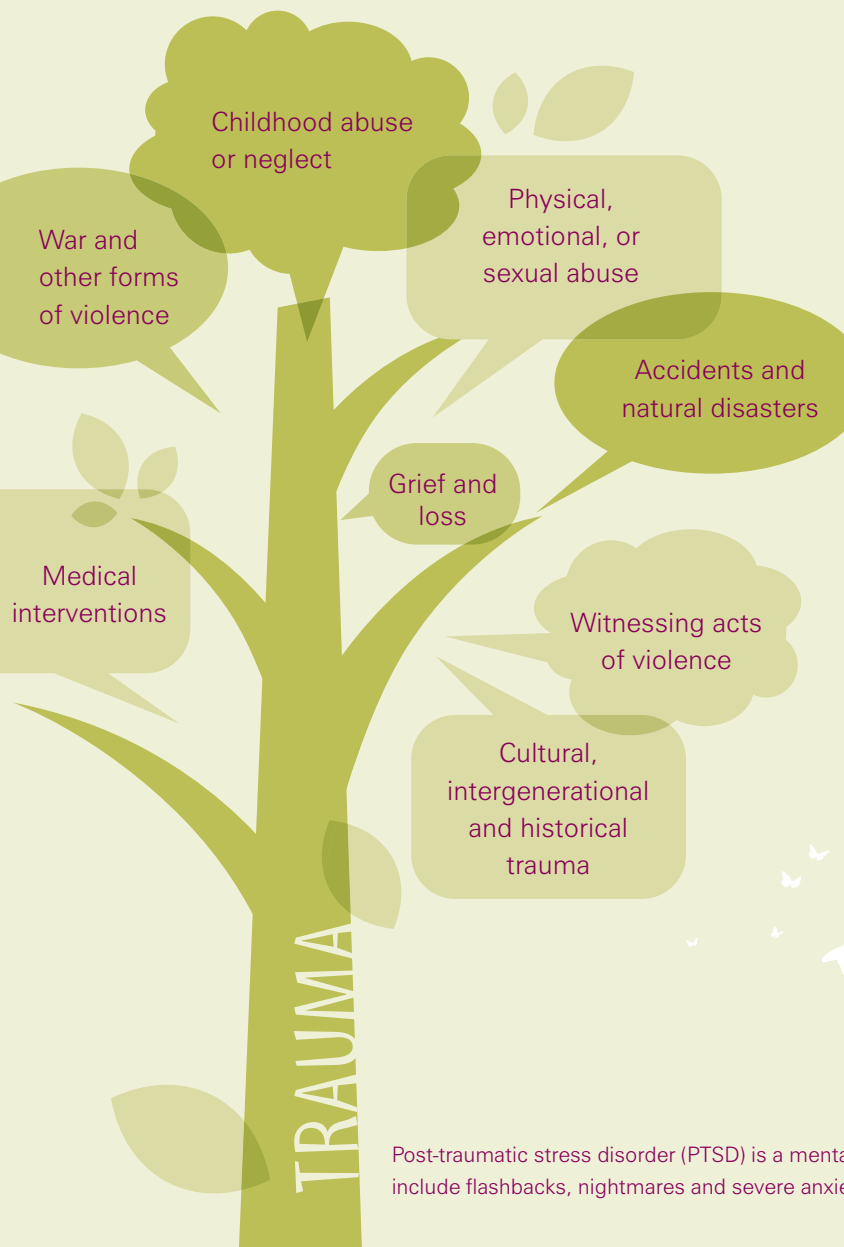 Childhood abuse
or neglect
Physical,
emotional, or
sexual abuse
War and
other forms
of violence
Accidents and
natural disasters
Grief and
loss
Medical
interventions
Witnessing acts
of violence
Cultural,
intergenerational
and historical
trauma
TRAUMA
Post-traumatic stress disorder (PTSD) is a
include flashbacks, nightmares and severe